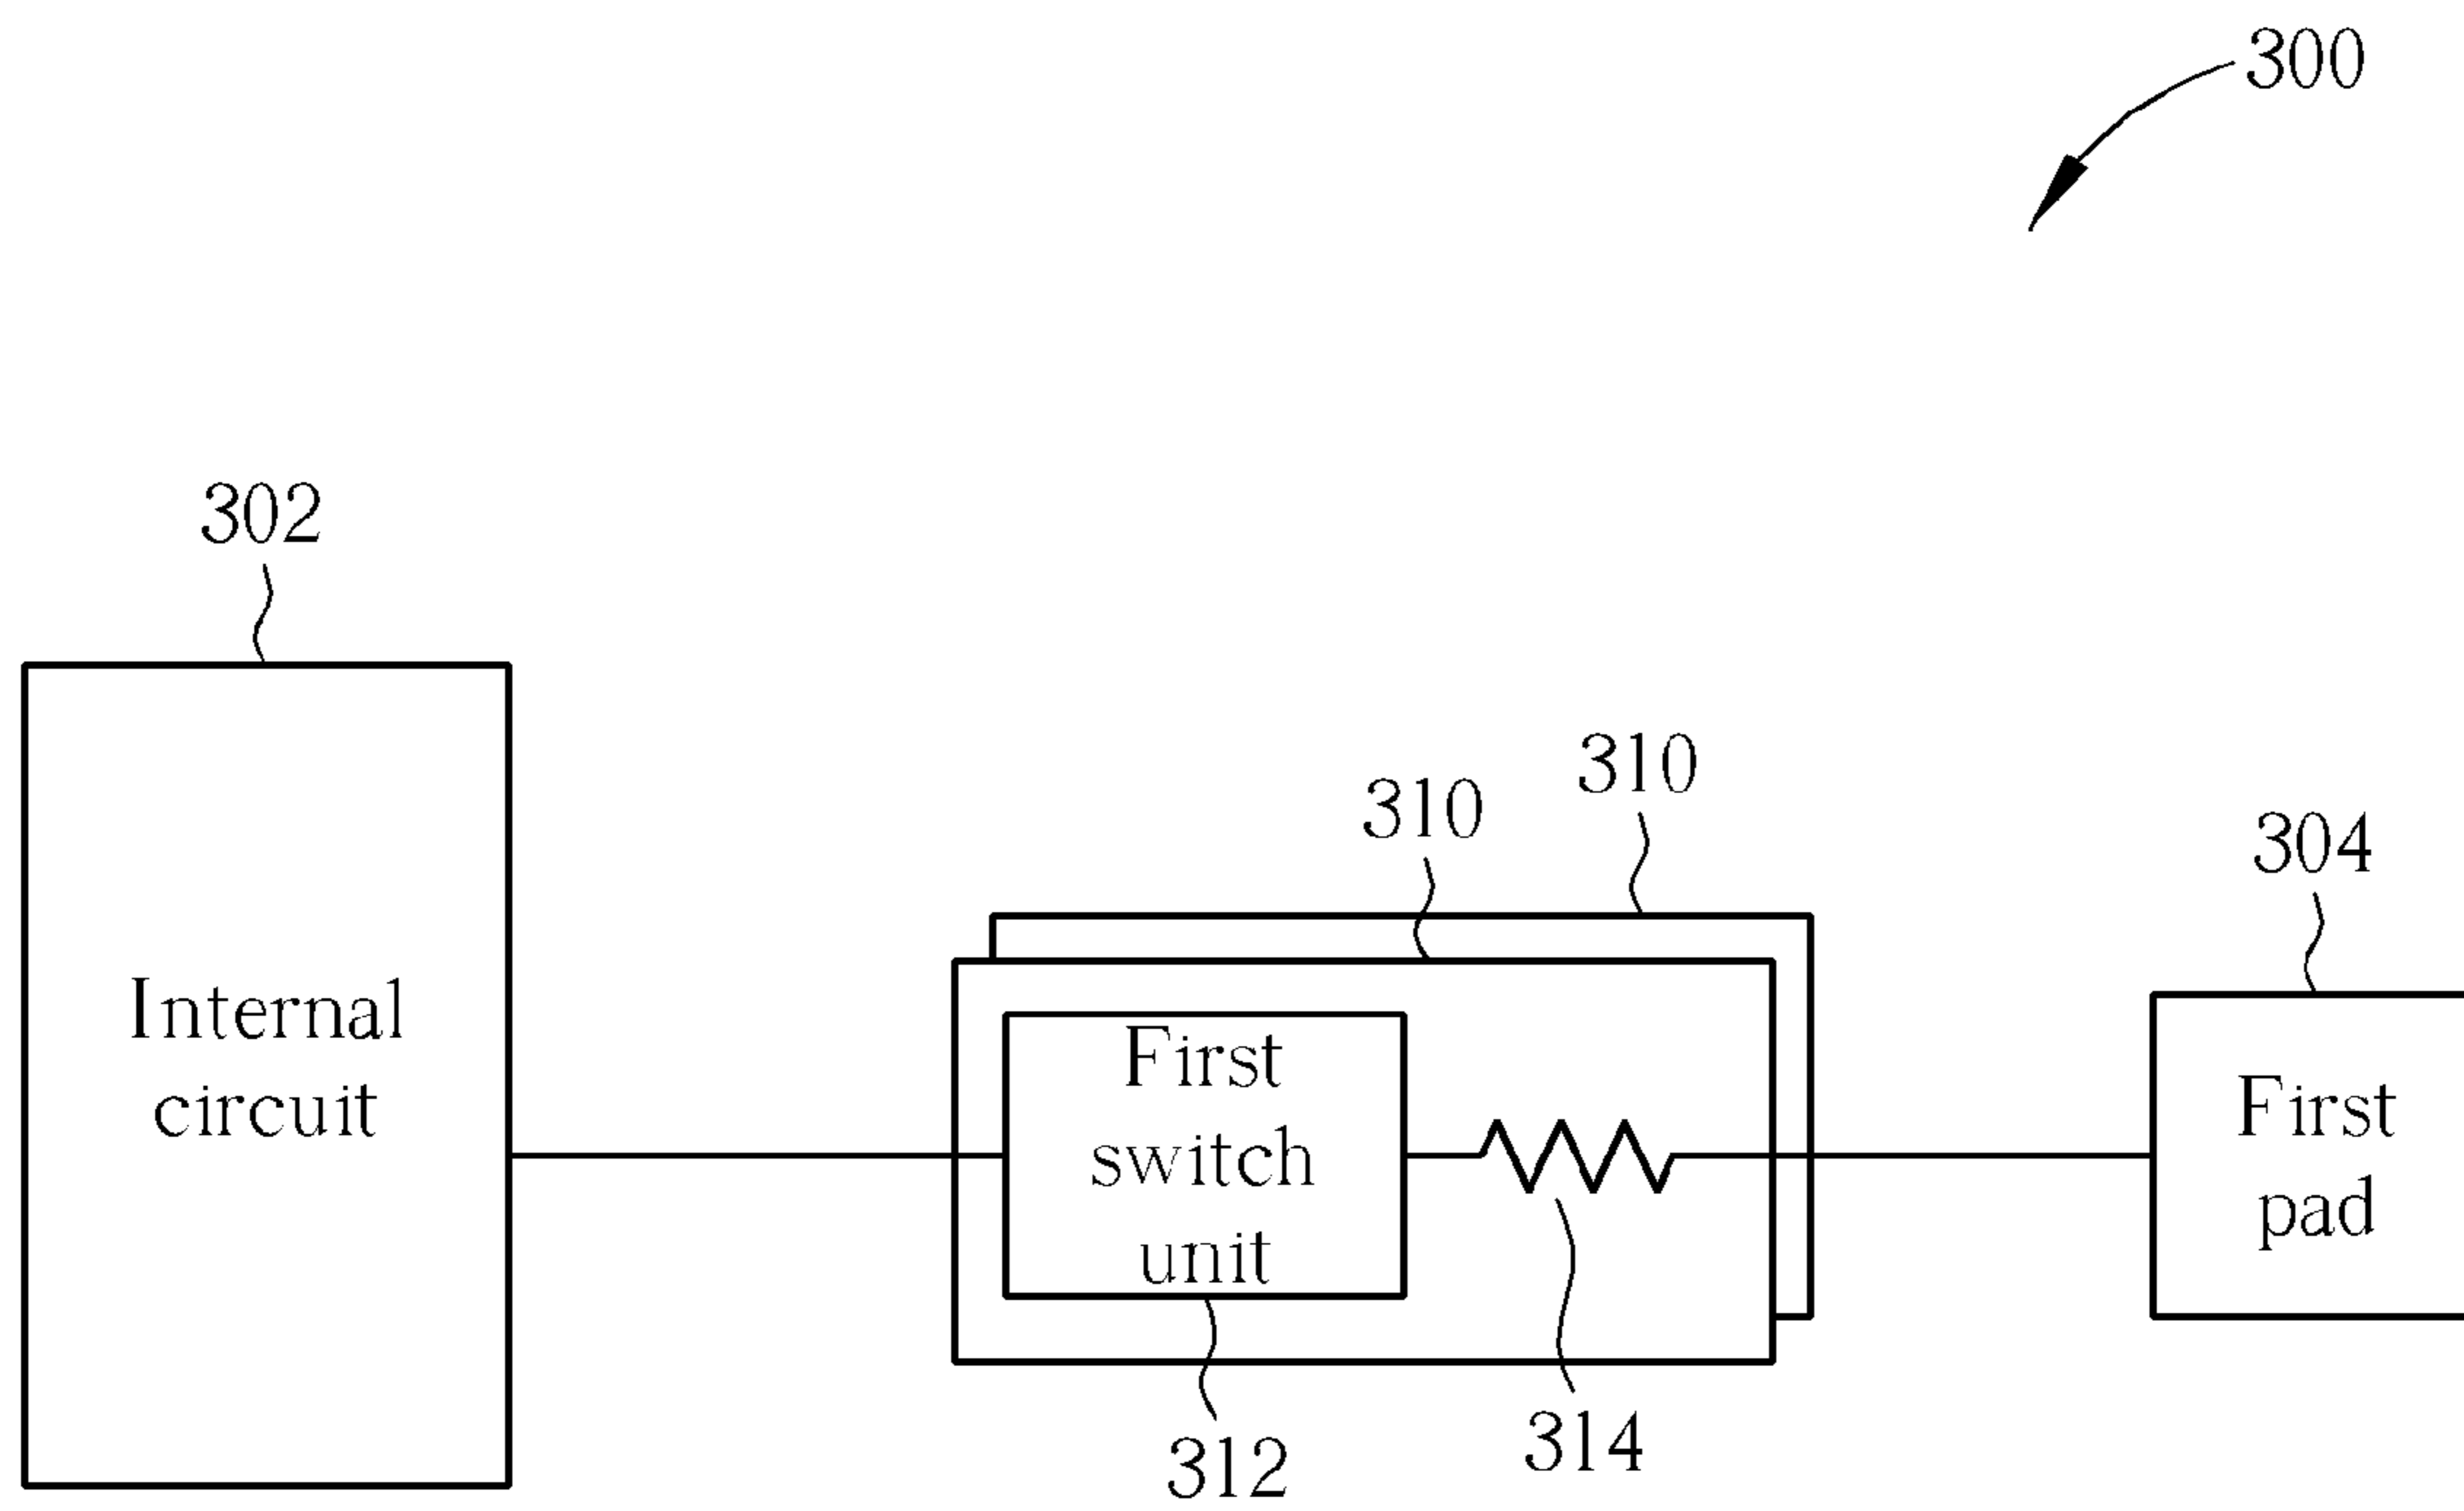 300
302
310
310
304
Internal
circuit
First
switch
unit
First
pad
312
314